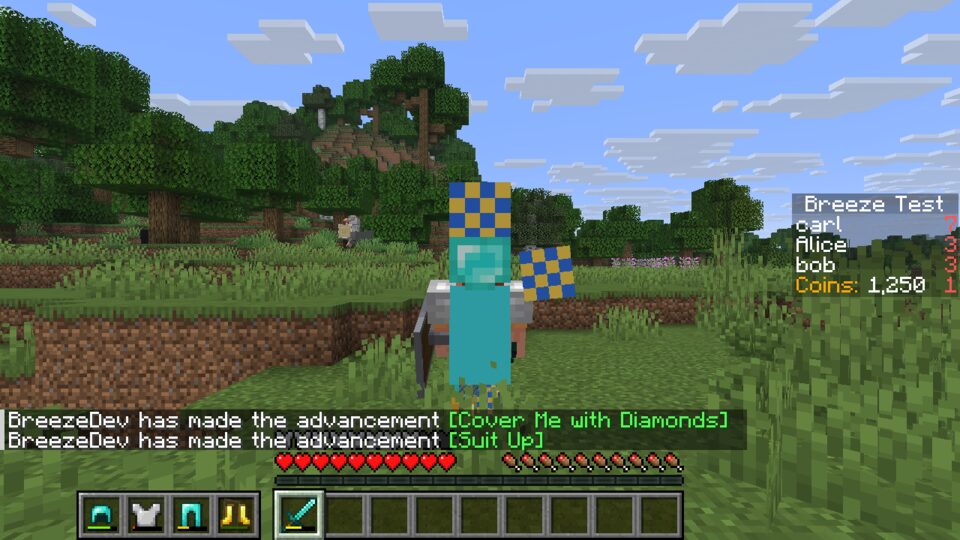 Breeze Test
carl 7
Alice 3
bob 3
Coins: 1,250 1
BreezeDev has made the advancement [Cover Me with Diamonds]
BreezeDev has made the advancement [Suit Up]